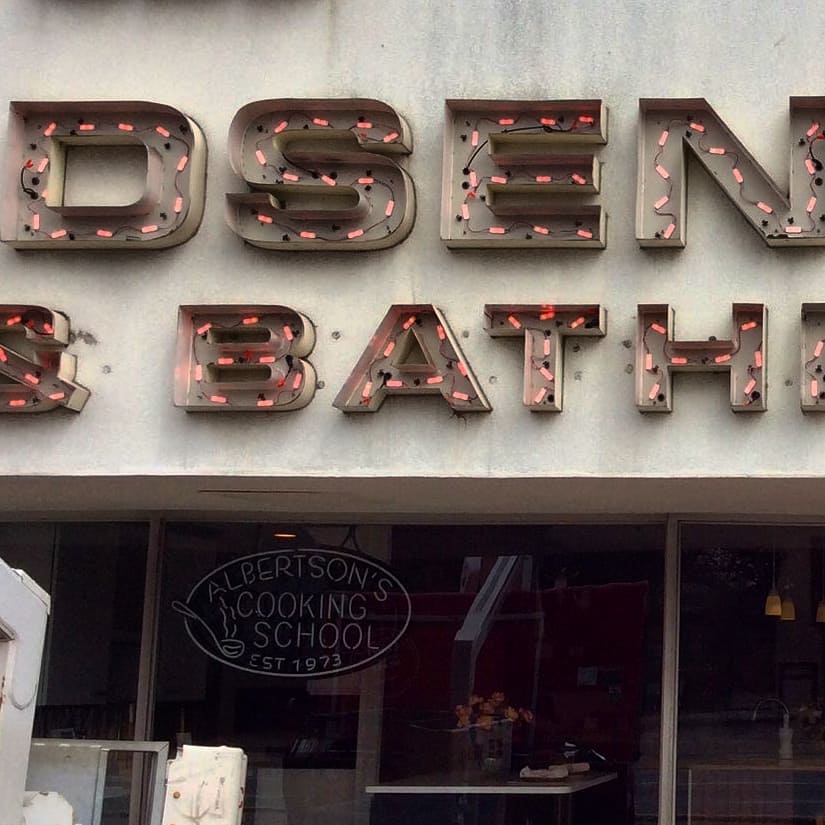 DSEN
& BATH
ALBERTSON'S
COOKING
SCHOOL
EST 1973